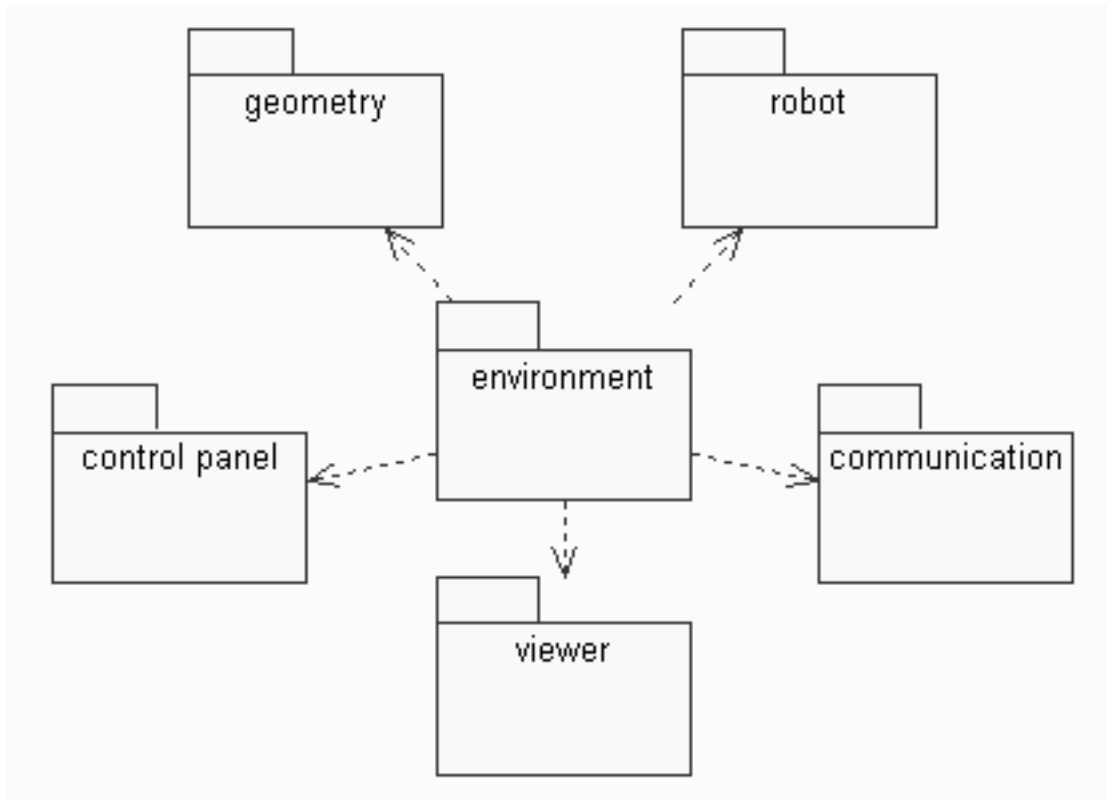 geometry
robot
environment
control panel
communication
viewer